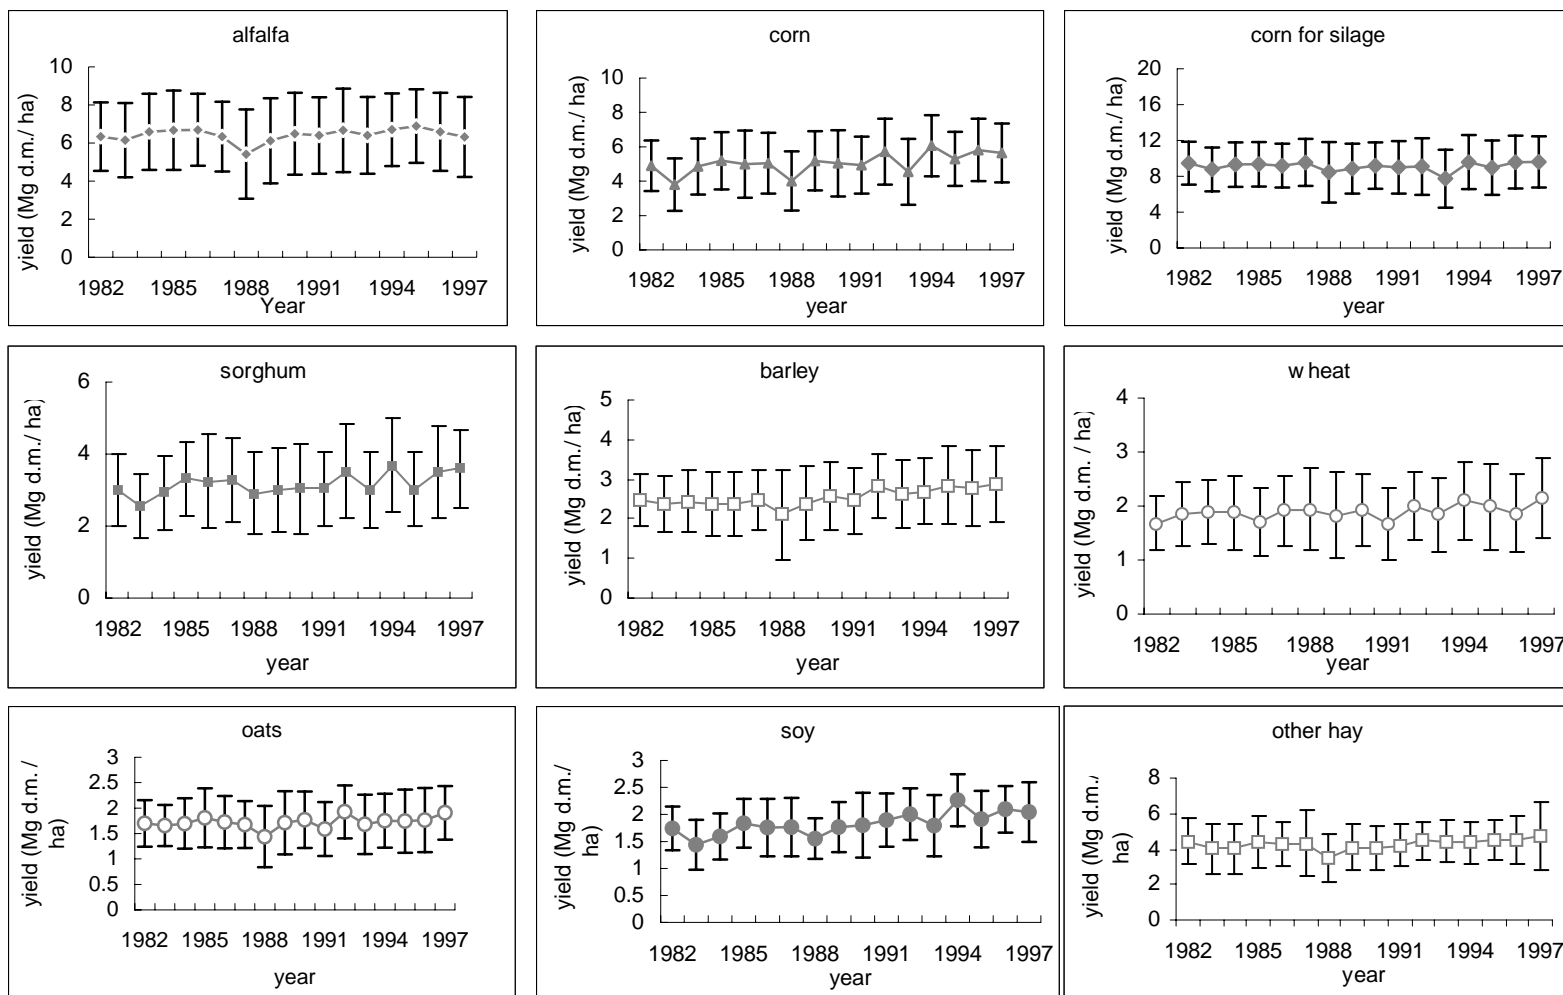 alfalfa
yield (Mg d.m./ ha)
10
8
6
4
2
0
1982 1985 1988 1991 1994 1997
Year
corn
yield (Mg d.m./ ha)
10
8
6
4
2
0
1982 1985 1988 1991 1994 1997
year
corn for silage
yield (Mg d.m./ ha)
20
16
12
8
4
0
1982 1985 1988 1991 1994 1997
year
sorghum
yield (Mg d.m./ ha)
6
4
2
0
1982 1985 1988 1991 1994 1997
year
barley
yield (Mg d.m./ ha)
5
4
3
2
1
0
1982 1985 1988 1991 1994 1997
year
w heat
yield (Mg d.m. / ha)
4
3
2
1
0
1982 1985 1988 1991 1994 1997
year
oats
yield (Mg d.m. /
ha)
3
2.5
2
1.5
1
0.5
0
1982 1985 1988 1991 1994 1997
year
soy
yield (Mg d.m./
ha)
3
2.5
2
1.5
1
0.5
0
1982 1985 1988 1991 1994 1997
year
other hay
yield (Mg d.m./
ha)
8
6
4
2
0
1982 1985 1988 1991 1994 1997
year